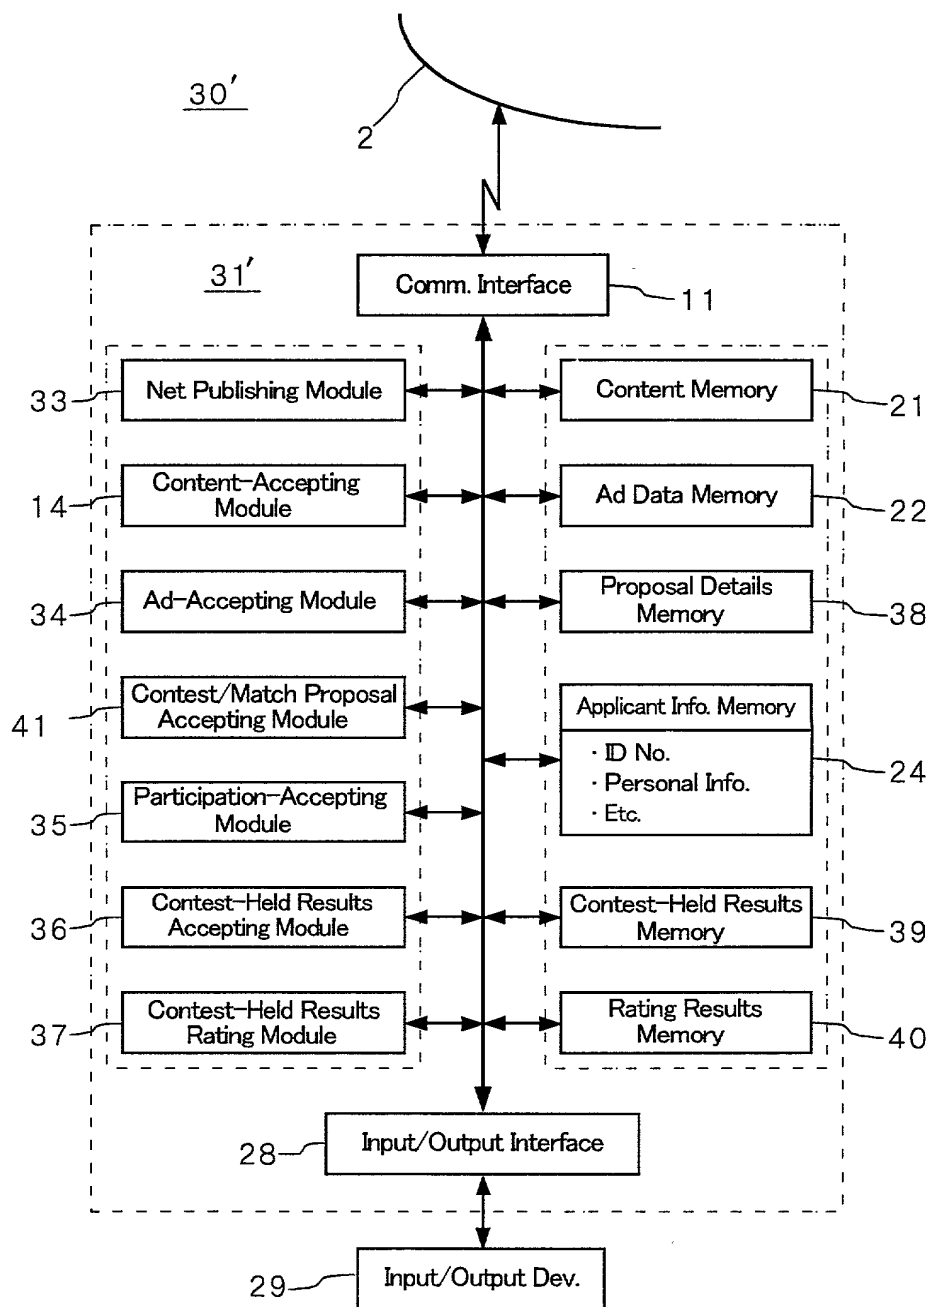 30′
2
31′
Comm. Interface
11
33
Net Publishing Module
Content Memory
21
14
Content-Accepting
Module
Ad Data Memory
22
34
Ad-Accepting Module
Proposal Details
Memory
38
41
Contest/Match Proposal
Accepting Module
Applicant Info. Memory
· ID No.
· Personal Info.
· Etc.
24
35
Participation-Accepting
Module
36
Contest-Held Results
Accepting Module
Contest-Held Results
Memory
39
37
Contest-Held Results
Rating Module
Rating Results
Memory
40
28
Input/Output Interface
29
Input/Output Dev.